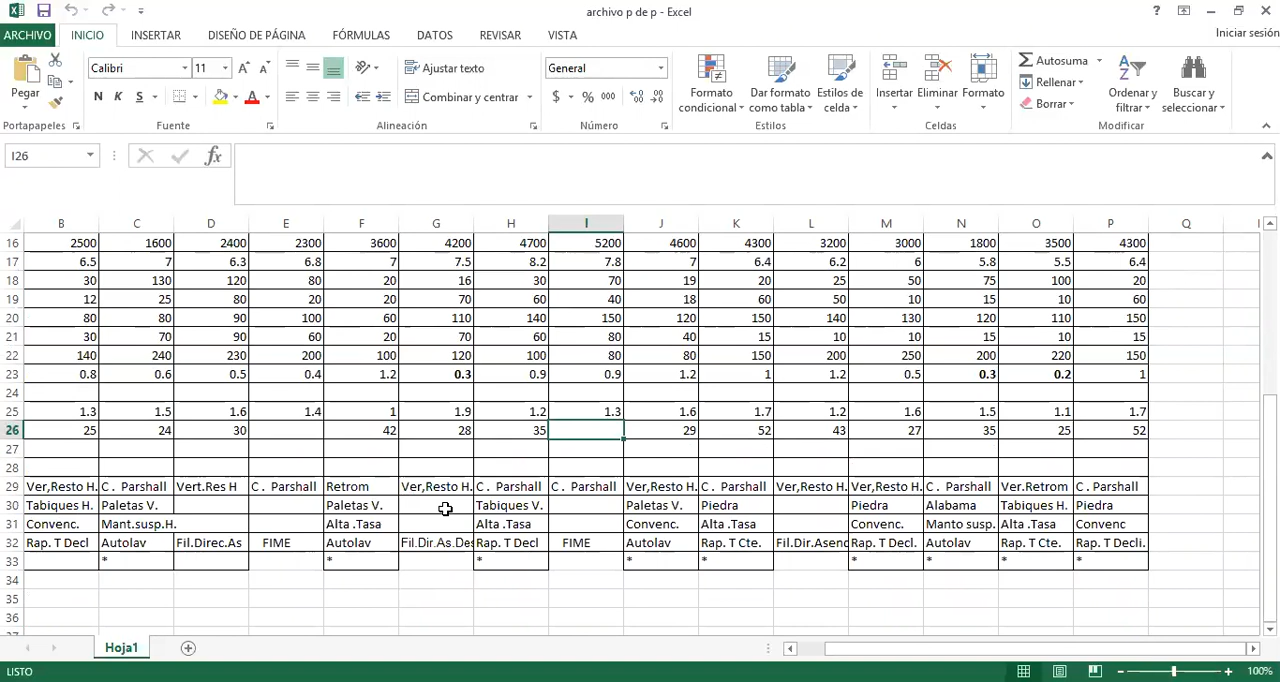 archivo p de p - Excel
ARCHIVO INICIO INSERTAR DISEÑO DE PÁGINA FÓRMULAS DATOS REVISAR VISTA Iniciar sesión
Pegar
Calibri 11
N K S
Ajustar texto
Combinar y centrar
General
$ % 000
Formato condicional
Dar formato como tabla
Estilos de celda
Insertar Eliminar Formato
Autosuma
Rellenar
Borrar
Ordenar y filtrar
Buscar y seleccionar
Portapapeles Fuente Alineación Número Estilos Celdas Modificar
I26
fx
B C D E F G H I J K L M N O P Q
16 2500 1600 2400 2300 3600 4200 4700 5200 4600 4300 3200 3000 1800 3500 4300
17 6.5 7 6.3 6.8 7 7.5 8.2 7.8 7 6.4 6.2 6 5.8 5.5 6.4
18 30 130 120 80 20 16 30 70 19 20 25 50 75 100 20
19 12 25 80 20 20 70 60 40 18 60 50 10 15 10 60
20 80 80 90 100 60 110 140 150 120 150 140 130 120 110 150
21 30 70 90 60 20 70 60 80 40 15 10 10 15 10 15
22 140 240 230 200 100 120 100 80 80 150 200 250 200 220 150
23 0.8 0.6 0.5 0.4 1.2 0.3 0.9 0.9 1.2 1 1.2 0.5 0.3 0.2 1
24
25 1.3 1.5 1.6 1.4 1 1.9 1.2 1.3 1.6 1.7 1.2 1.6 1.5 1.1 1.7
26 25 24 30 42 28 35 29 52 43 27 35 25 52
27
28
29 Ver,Resto H. C . Parshall Vert.Res H C . Parshall Retrom Ver,Resto H. C . Parshall C . Parshall Ver,Resto H. C . Parshall Ver,Resto H. Ver,Resto H. C . Parshall Ver.Retrom C . Parshall
30 Tabiques H. Paletas V. Paletas V. Tabiques V. Paletas V. Piedra Piedra Alabama Tabiques H. Piedra
31 Convenc. Mant.susp.H. Alta .Tasa Alta .Tasa Convenc. Alta .Tasa Convenc. Manto susp. Alta .Tasa Convenc
32 Rap. T Decl Autolav Fil.Direc.As FIME Autolav Fil.Dir.As.Des Rap. T Decl FIME Autolav Rap. T Cte. Fil.Dir.Asend Rap. T Decl. Autolav Rap. T Cte. Rap. T Decli.
33 * * * * * * * * *
34
35
36
37
Hoja1
LISTO
100%